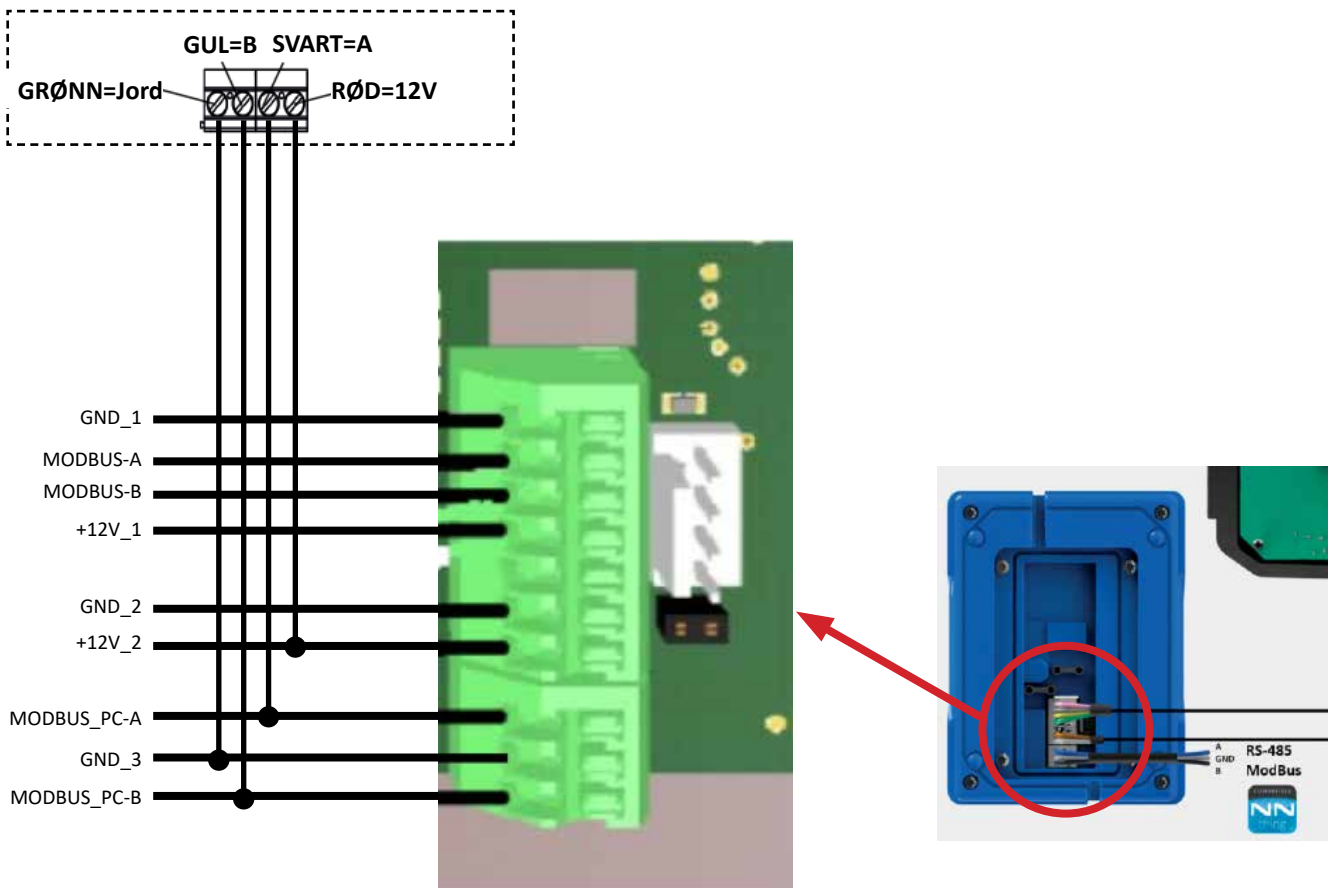 GUL=B SVART=A
GRØNN=Jord
RØD=12V
GND_1
MODBUS-A
MODBUS-B
+12V_1
GND_2
+12V_2
MODBUS_PC-A
GND_3
MODBUS_PC-B
A
GND
B
RS-485
ModBus
NN
thing